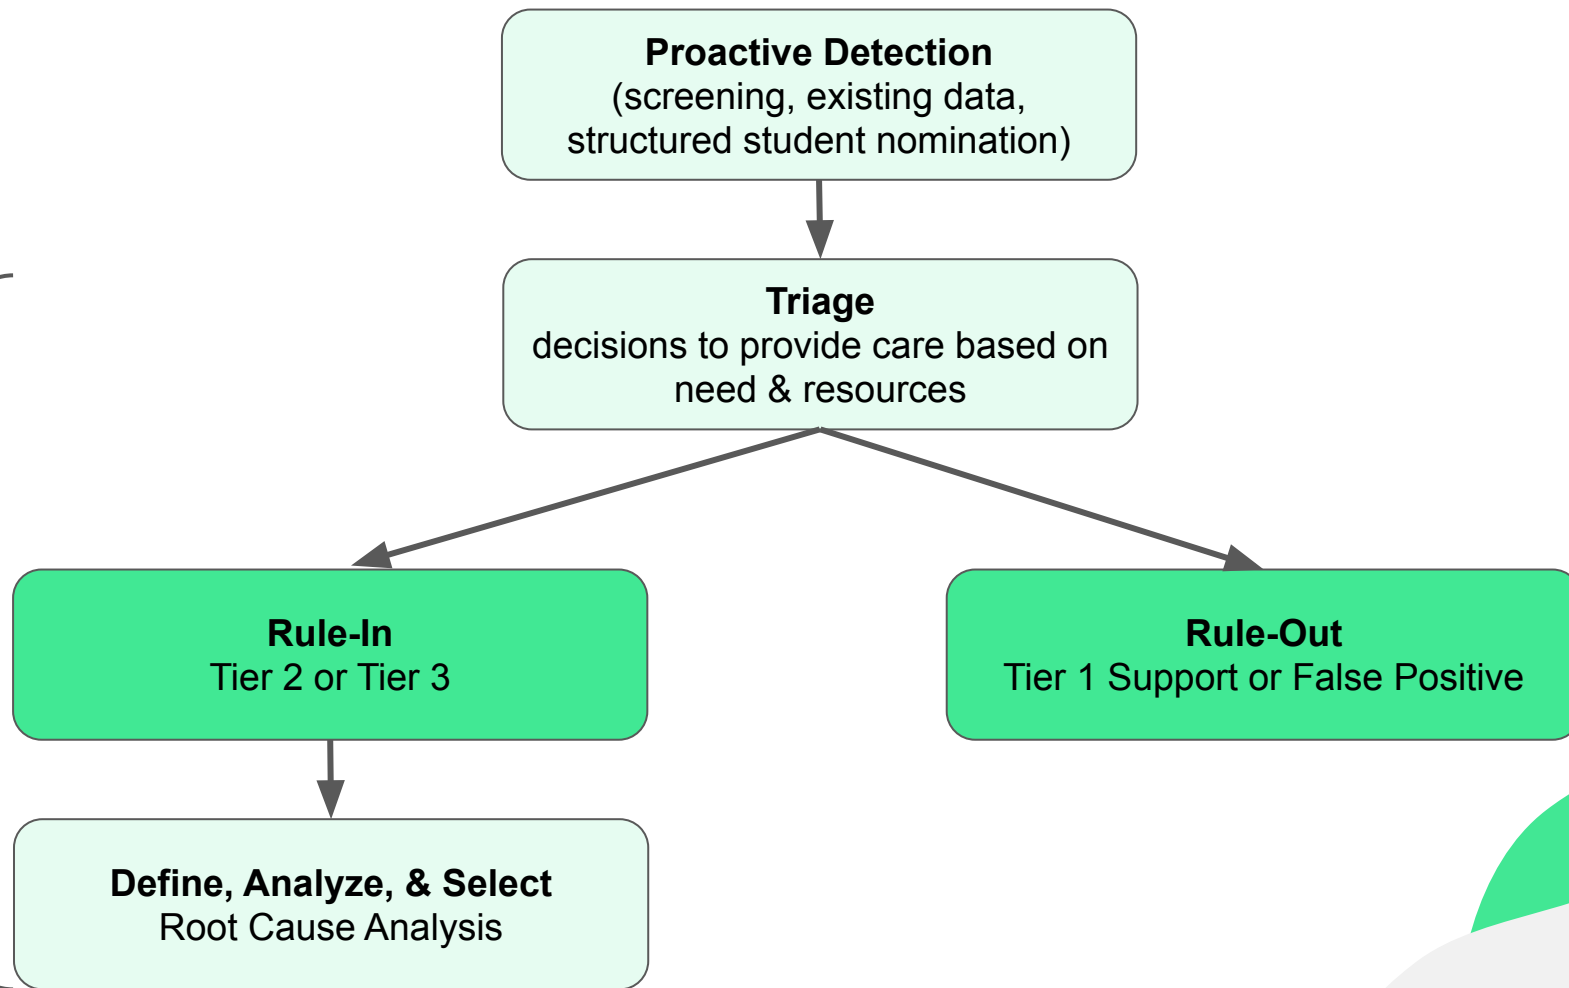 Proactive Detection
(screening, existing data,
structured student nomination)
Triage
decisions to provide care based on
need & resources
Rule-In
Tier 2 or Tier 3
Rule-Out
Tier 1 Support or False Positive
Define, Analyze, & Select
Root Cause Analysis